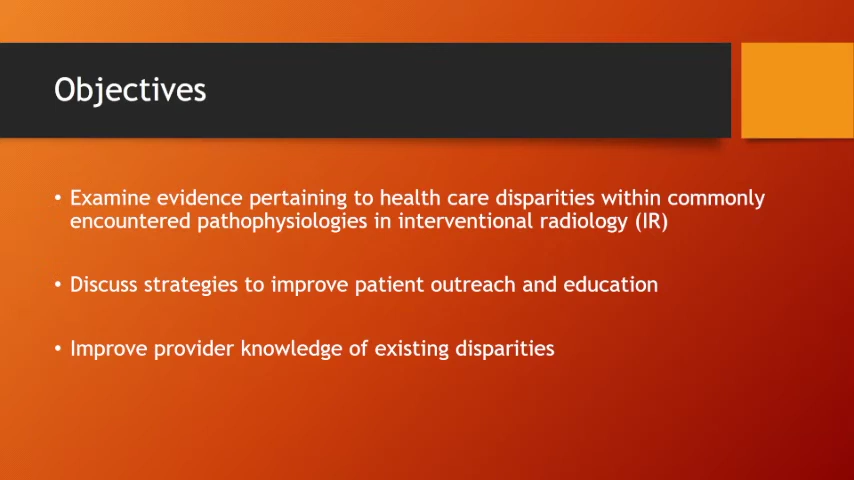 Objectives
• Examine evidence pertaining to health care disparities within commonly
encountered pathophysiologies in interventional radiology (IR)
• Discuss strategies to improve patient outreach and education
• Improve provider knowledge of existing disparities